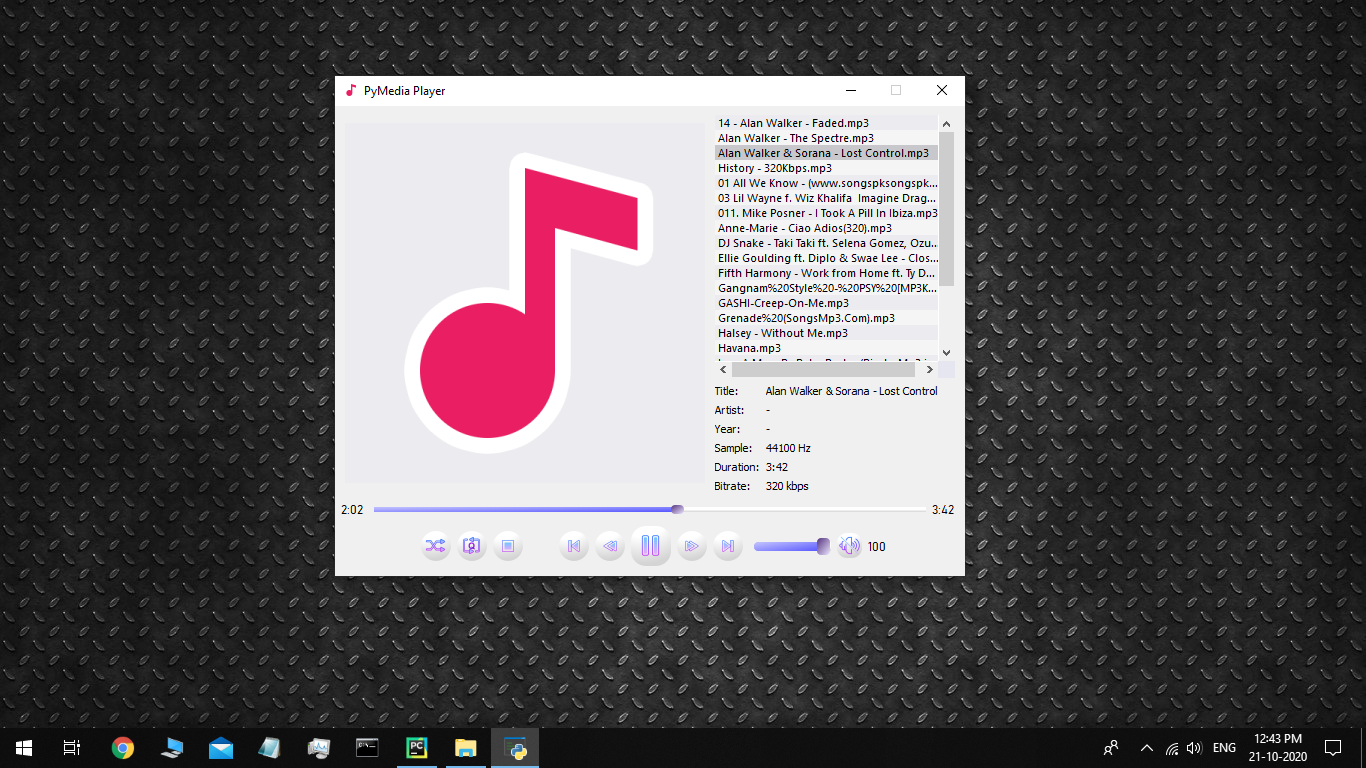 PyMedia Player
14 - Alan Walker - Faded.mp3
Alan Walker - The Spectre.mp3
Alan Walker & Sorana - Lost Control.mp3
History - 320Kbps.mp3
01 All We Know - (www.songspksongspk...
03 Lil Wayne f. Wiz Khalifa  Imagine Drag...
011. Mike Posner - I Took A Pill In Ibiza.mp3
Anne-Marie - Ciao Adios(320).mp3
DJ Snake - Taki Taki ft. Selena Gomez, Ozu...
Ellie Goulding ft. Diplo & Swae Lee - Clos...
Fifth Harmony - Work from Home ft. Ty D...
Gangnam%20Style%20-%20PSY%20[MP3K...
GASHI-Creep-On-Me.mp3
Grenade%20(SongsMp3.Com).mp3
Halsey - Without Me.mp3
Havana.mp3
Title: Alan Walker & Sorana - Lost Control
Artist: -
Year: -
Sample: 44100 Hz
Duration: 3:42
Bitrate: 320 kbps
2:02
3:42
100
PC
ENG
12:43 PM
21-10-2020